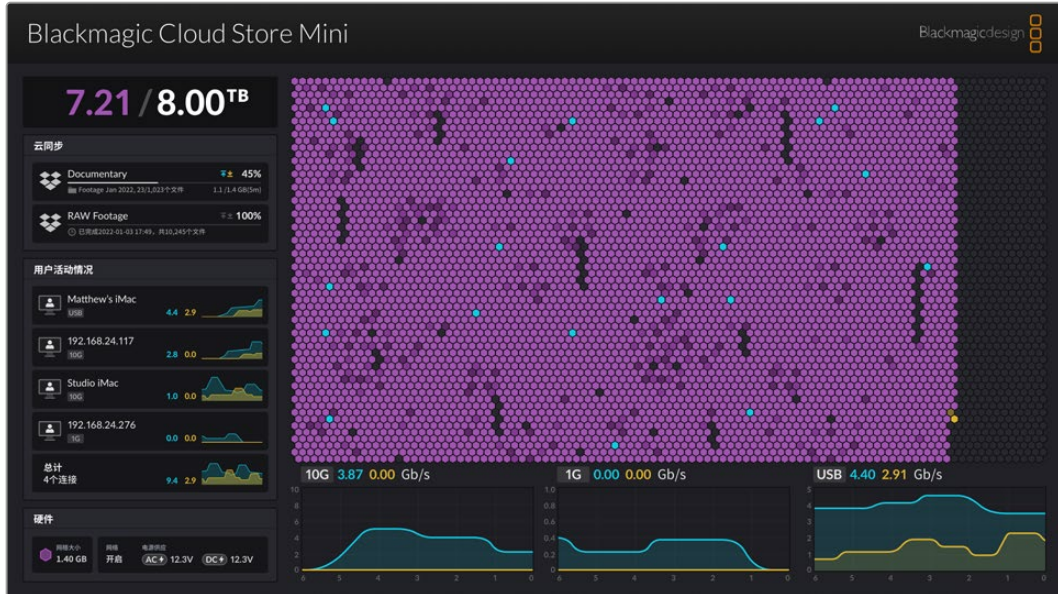 Blackmagic Cloud Store Mini
Blackmagicdesign
7.21 / 8.00 TB
云同步
Documentary 45%
Footage Jan 2022, 23/1,023个文件 1.1 /1.4 GB(5m)
RAW Footage 100%
已完成2022-01-03 17:49，共10,245个文件
用户活动情况
Matthew's iMac
USB 4.4 2.9
192.168.24.117
10G 2.8 0.0
Studio iMac
10G 1.0 0.0
192.168.24.276
1G 0.0 0.0
总计
4个连接 9.4 2.9
硬件
网格大小 网络 电源供应
1.40 GB 开启 AC 12.3V DC 12.3V
10G 3.87 0.00 Gb/s
10
8
6
4
2
0
6 5 4 3 2 1 0
1G 0.00 0.00 Gb/s
1.0
0.8
0.6
0.4
0.2
0
6 5 4 3 2 1 0
USB 4.40 2.91 Gb/s
5
4
3
2
1
0
6 5 4 3 2 1 0